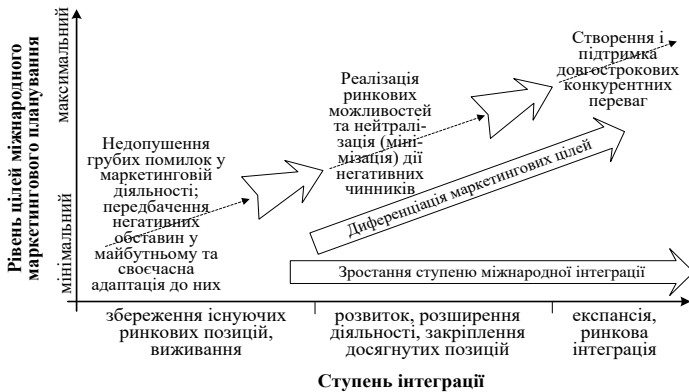 Рівень цілей міжнародного
маркетингового планування
максимальний
мінімальний
Недопушення
грубих помилок у
маркетинговій
діяльності;
передбачення
негативних
обставин у
майбутньому та
своєчасна
адаптація до них
Реалізація
ринкових
можливостей
та нейтралі-
зація (міні-
мізація) дії
негативних
чинників
Створення і
підтримка
довгострокових
конкурентних
переваг
Диференціація маркетингових цілей
Зростання ступеню міжнародної інтеграції
збереження існуючих
ринкових позицій,
виживання
розвиток, розширення
діяльності, закріплення
досягнутих позицій
експансія,
ринкова
інтеграція
Ступень інтеграції